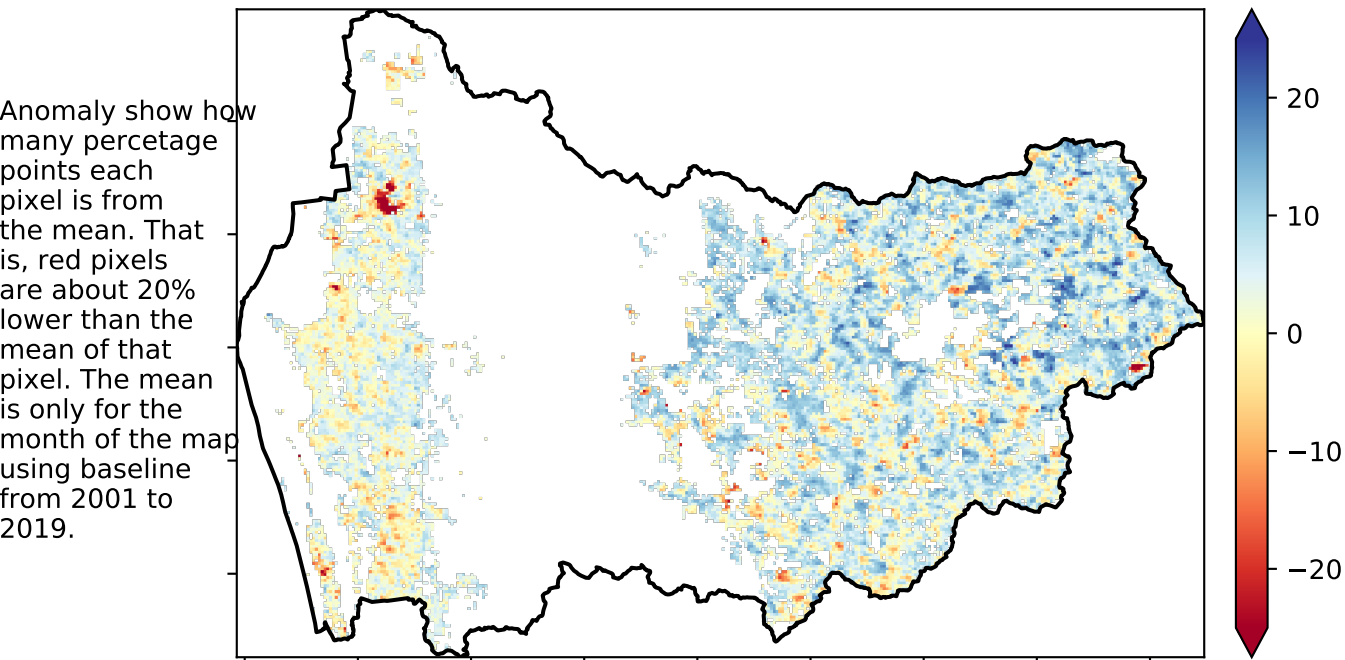 Anomaly show how
many percetage
points each
pixel is from
the mean. That
is, red pixels
are about 20%
lower than the
mean of that
pixel. The mean
is only for the
month of the map
using baseline
from 2001 to
2019.
20
10
0
−10
−20